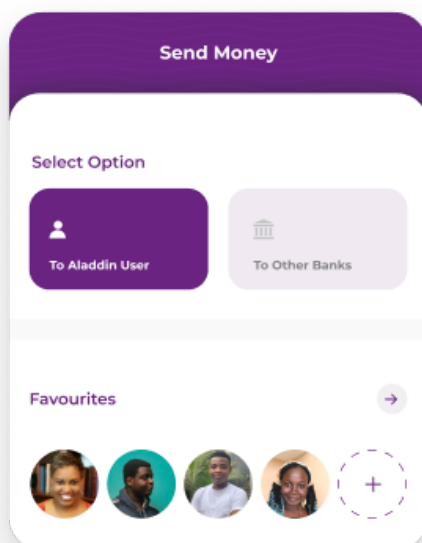 Send Money
Select Option
To Aladdin User
To Other Banks
Favourites